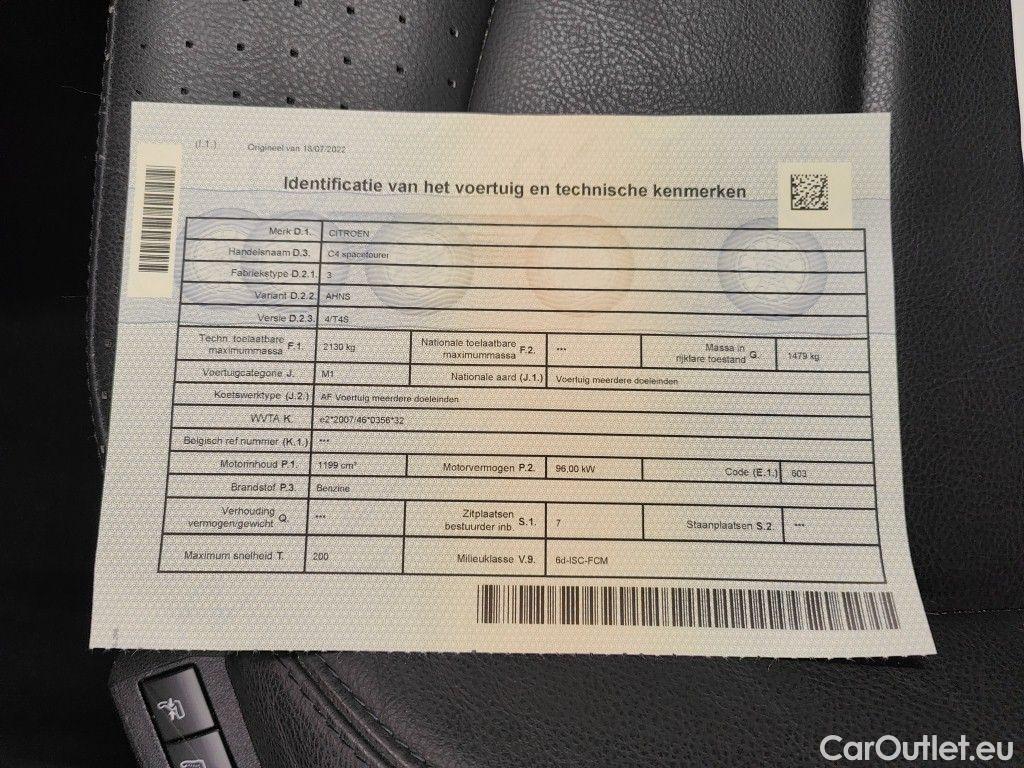 (I.1.) Origineel van 18/07/2022
Identificatie van het voertuig en technische kenmerken
Merk D.1. CITROEN
Handelsnaam D.3. C4 spacetourer
Fabriekstype D.2.1. 3
Variant D.2.2. AHNS
Versie D.2.3. 4/T4S
Techn. toelaatbare maximummassa F.1. 2130 kg Nationale toelaatbare maximummassa F.2. *** Massa in rijklare toestand G. 1479 kg
Voertuigcategorie J. M1 Nationale aard (J.1.) Voertuig meerdere doeleinden
Koetswerktype (J.2.) AF Voertuig meerdere doeleinden
WVTA K. e2*2007/46*0356*32
Belgisch ref nummer (K.1.) ***
Motorinhoud P.1. 1199 cm³ Motorvermogen P.2. 96,00 kW Code (E.1.) 603
Brandstof P.3. Benzine
Verhouding vermogen/gewicht Q. *** Zitplaatsen bestuurder inb. S.1. 7 Staanplaatsen S.2. ***
Maximum snelheid T. 200 Milieuklasse V.9. 6d-ISC-FCM
CarOutlet.eu